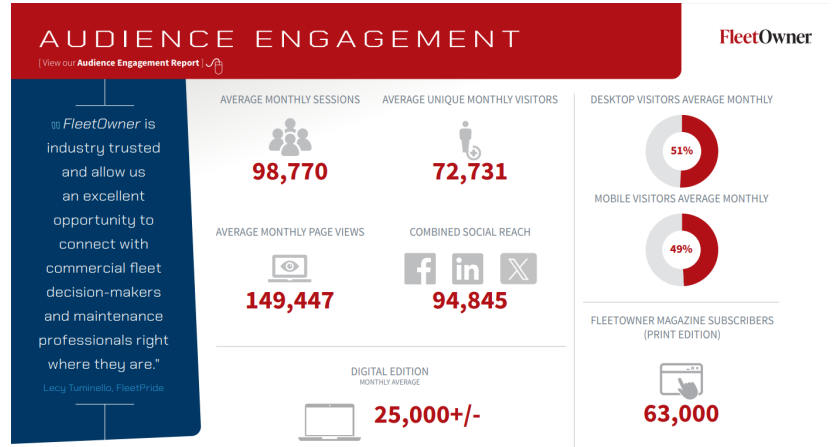 AUDIENCE ENGAGEMENT
[ View our Audience Engagement Report ]
FleetOwner
"FleetOwner is
industry trusted
and allow us
an excellent
opportunity to
connect with
commercial fleet
decision-makers
and maintenance
professionals right
where they are."
Lecy Tuminello, FleetPride
AVERAGE MONTHLY SESSIONS
98,770
AVERAGE UNIQUE MONTHLY VISITORS
72,731
AVERAGE MONTHLY PAGE VIEWS
149,447
COMBINED SOCIAL REACH
f in X
94,845
DIGITAL EDITION
MONTHLY AVERAGE
25,000+/-
DESKTOP VISITORS AVERAGE MONTHLY
51%
MOBILE VISITORS AVERAGE MONTHLY
49%
FLEETOWNER MAGAZINE SUBSCRIBERS
(PRINT EDITION)
63,000